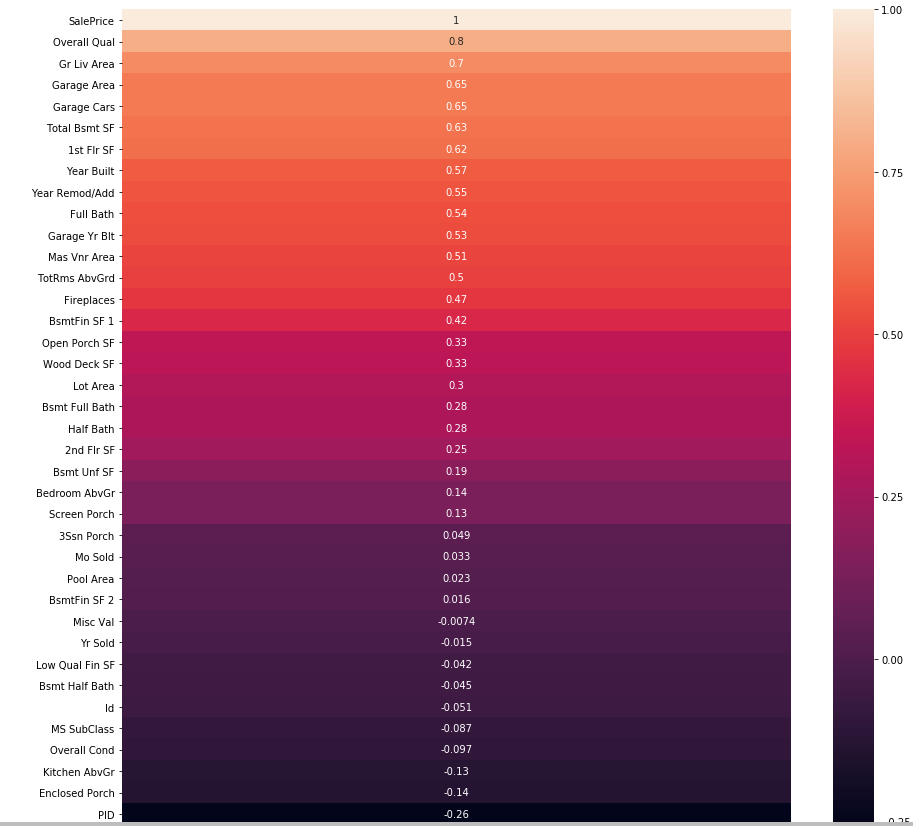 SalePrice 1
Overall Qual 0.8
Gr Liv Area 0.7
Garage Area 0.65
Garage Cars 0.65
Total Bsmt SF 0.63
1st Flr SF 0.62
Year Built 0.57
Year Remod/Add 0.55
Full Bath 0.54
Garage Yr Blt 0.53
Mas Vnr Area 0.51
TotRms AbvGrd 0.5
Fireplaces 0.47
BsmtFin SF 1 0.42
Open Porch SF 0.33
Wood Deck SF 0.33
Lot Area 0.3
Bsmt Full Bath 0.28
Half Bath 0.28
2nd Flr SF 0.25
Bsmt Unf SF 0.19
Bedroom AbvGr 0.14
Screen Porch 0.13
3Ssn Porch 0.049
Mo Sold 0.033
Pool Area 0.023
BsmtFin SF 2 0.016
Misc Val -0.0074
Yr Sold -0.015
Low Qual Fin SF -0.042
Bsmt Half Bath -0.045
Id -0.051
MS SubClass -0.087
Overall Cond -0.097
Kitchen AbvGr -0.13
Enclosed Porch -0.14
PID -0.26
1.00
0.75
0.50
0.25
0.00
-0.25